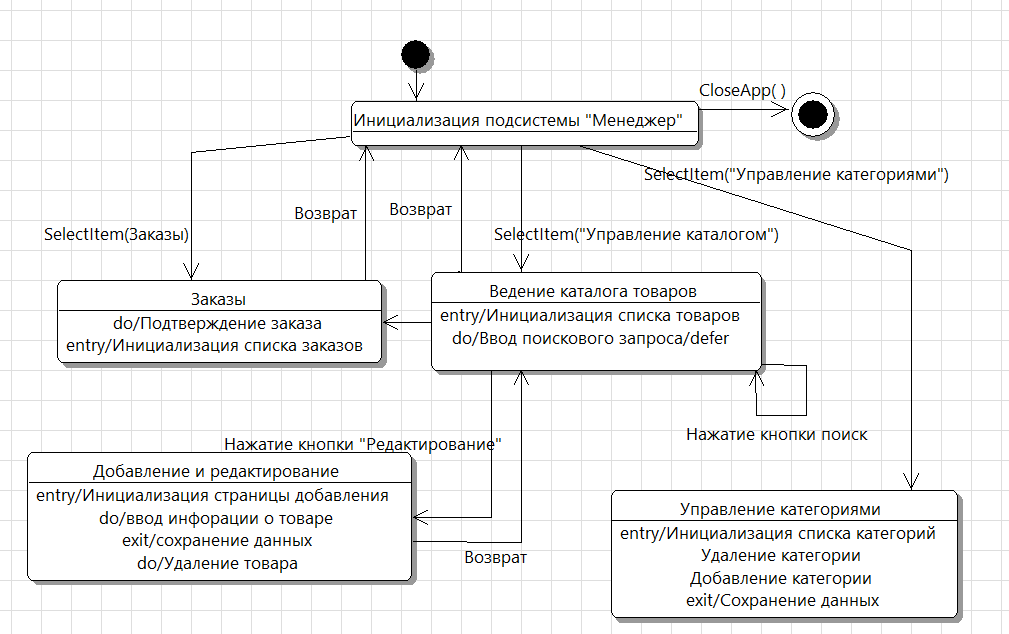 CloseApp( )
Инициализация подсистемы "Менеджер"
SelectItem("Управление категориями")
Возврат
Возврат
SelectItem(Заказы)
SelectItem("Управление каталогом")
Заказы
do/Подтверждение заказа
entry/Инициализация списка заказов
Ведение каталога товаров
entry/Инициализация списка товаров
do/Ввод поискового запроса/defer
Нажатие кнопки поиск
Нажатие кнопки "Редактирование"
Добавление и редактирование
entry/Инициализация страницы добавления
do/ввод инфорации о товаре
exit/сохранение данных
do/Удаление товара
Возврат
Управление категориями
entry/Инициализация списка категорий
Удаление категории
Добавление категории
exit/Сохранение данных